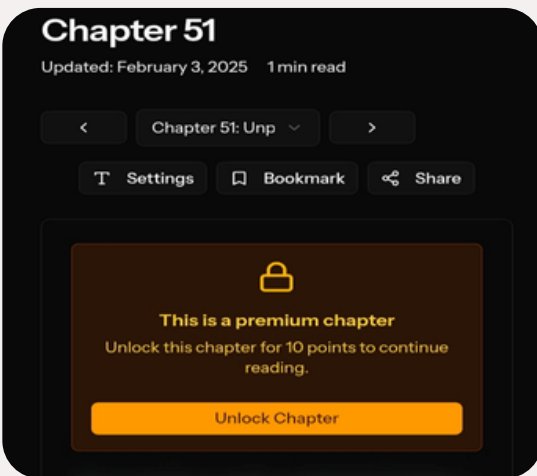 Chapter 51
Updated: February 3, 2025 1 min read
Chapter 51: Unp
Settings
Bookmark
Share
This is a premium chapter
Unlock this chapter for 10 points to continue
reading.
Unlock Chapter